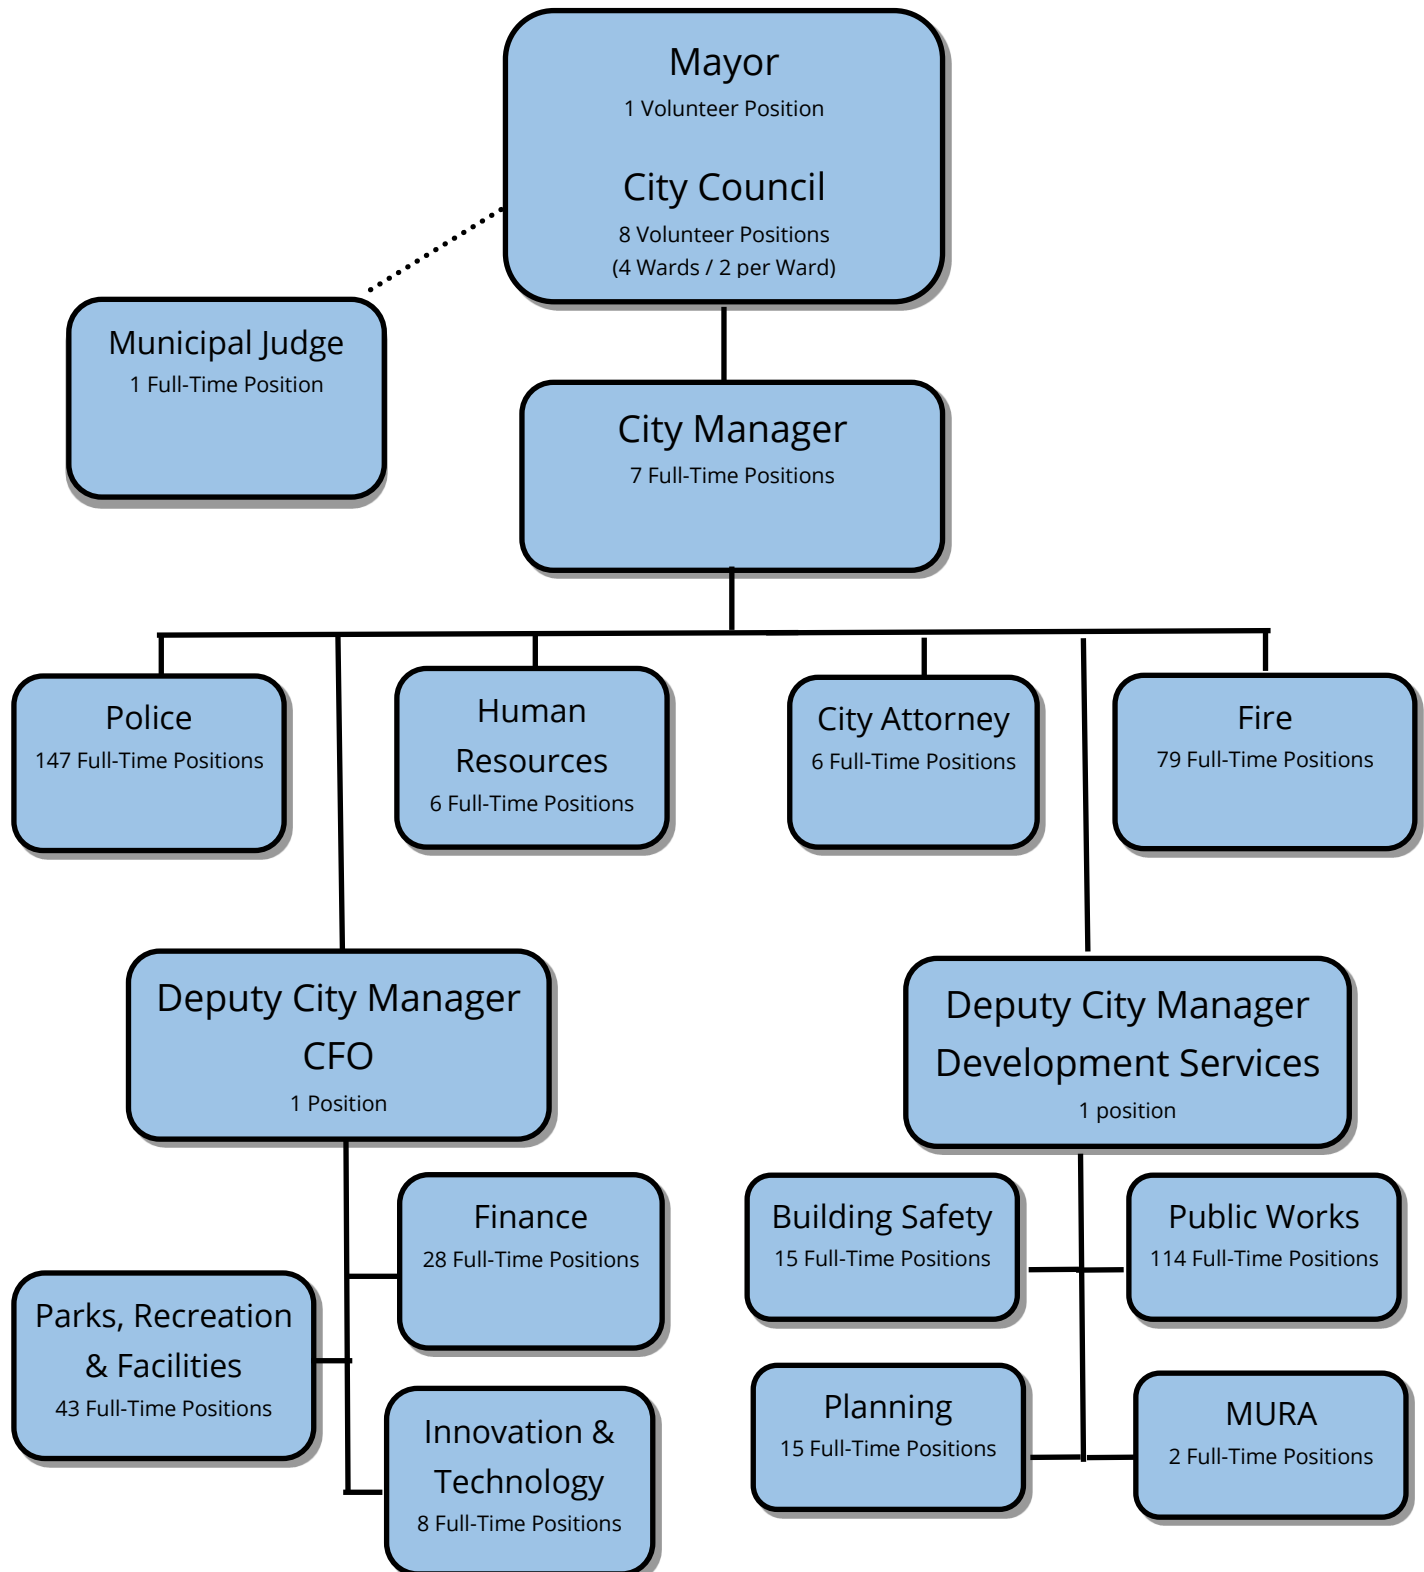 Mayor
1 Volunteer Position
City Council
8 Volunteer Positions
(4 Wards / 2 per Ward)
Municipal Judge
1 Full-Time Position
City Manager
7 Full-Time Positions
Police
147 Full-Time Positions
Human
Resources
6 Full-Time Positions
City Attorney
6 Full-Time Positions
Fire
79 Full-Time Positions
Deputy City Manager
CFO
1 Position
Deputy City Manager
Development Services
1 position
Finance
28 Full-Time Positions
Parks, Recreation
& Facilities
43 Full-Time Positions
Innovation &
Technology
8 Full-Time Positions
Building Safety
15 Full-Time Positions
Public Works
114 Full-Time Positions
Planning
15 Full-Time Positions
MURA
2 Full-Time Positions